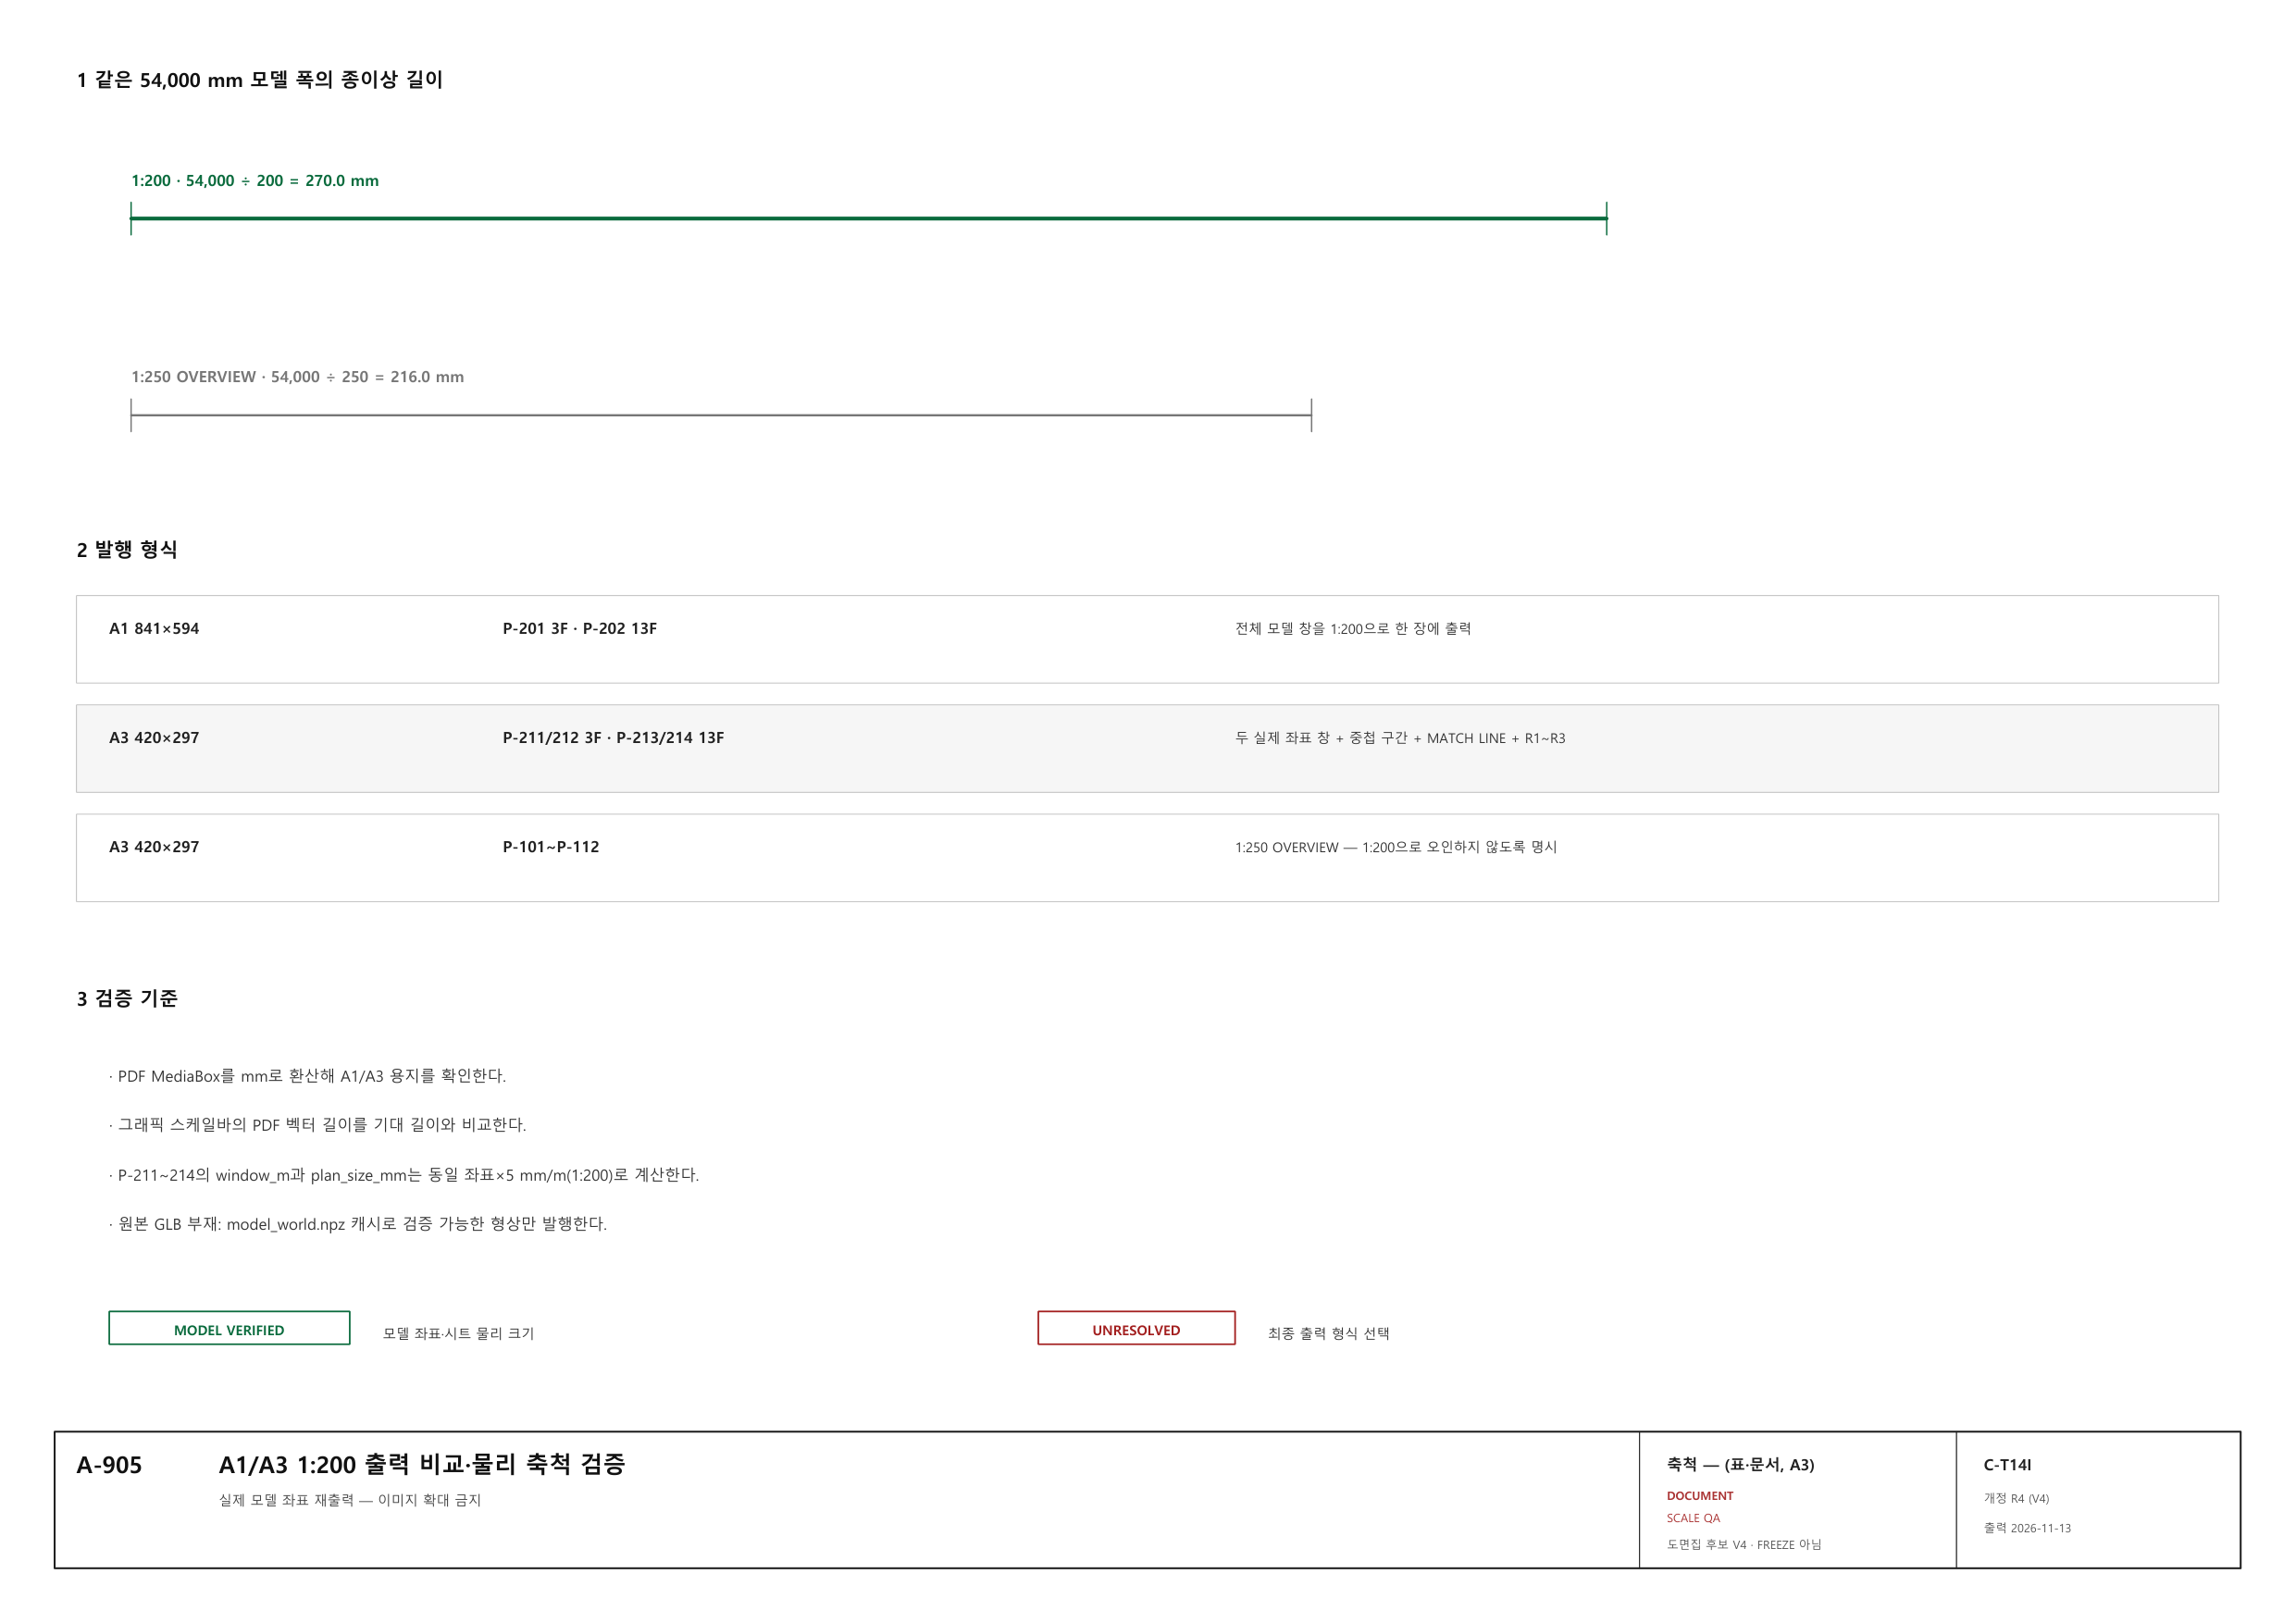 1 같은 54,000 mm 모델 폭의 종이상 길이
1:200 · 54,000 ÷ 200 = 270.0 mm
1:250 OVERVIEW · 54,000 ÷ 250 = 216.0 mm
2 발행 형식
A1 841×594 P-201 3F · P-202 13F 전체 모델 창을 1:200으로 한 장에 출력
A3 420×297 P-211/212 3F · P-213/214 13F 두 실제 좌표 창 + 중첩 구간 + MATCH LINE + R1~R3
A3 420×297 P-101~P-112 1:250 OVERVIEW — 1:200으로 오인하지 않도록 명시
3 검증 기준
· PDF MediaBox를 mm로 환산해 A1/A3 용지를 확인한다.
· 그래픽 스케일바의 PDF 벡터 길이를 기대 길이와 비교한다.
· P-211~214의 window_m과 plan_size_mm는 동일 좌표×5 mm/m(1:200)로 계산한다.
· 원본 GLB 부재: model_world.npz 캐시로 검증 가능한 형상만 발행한다.
MODEL VERIFIED 모델 좌표·시트 물리 크기 UNRESOLVED 최종 출력 형식 선택
A-905 A1/A3 1:200 출력 비교·물리 축척 검증
실제 모델 좌표 재출력 — 이미지 확대 금지
축척 — (표·문서, A3)
DOCUMENT
SCALE QA
도면집 후보 V4 · FREEZE 아님
C-T14I
개정 R4 (V4)
출력 2026-11-13